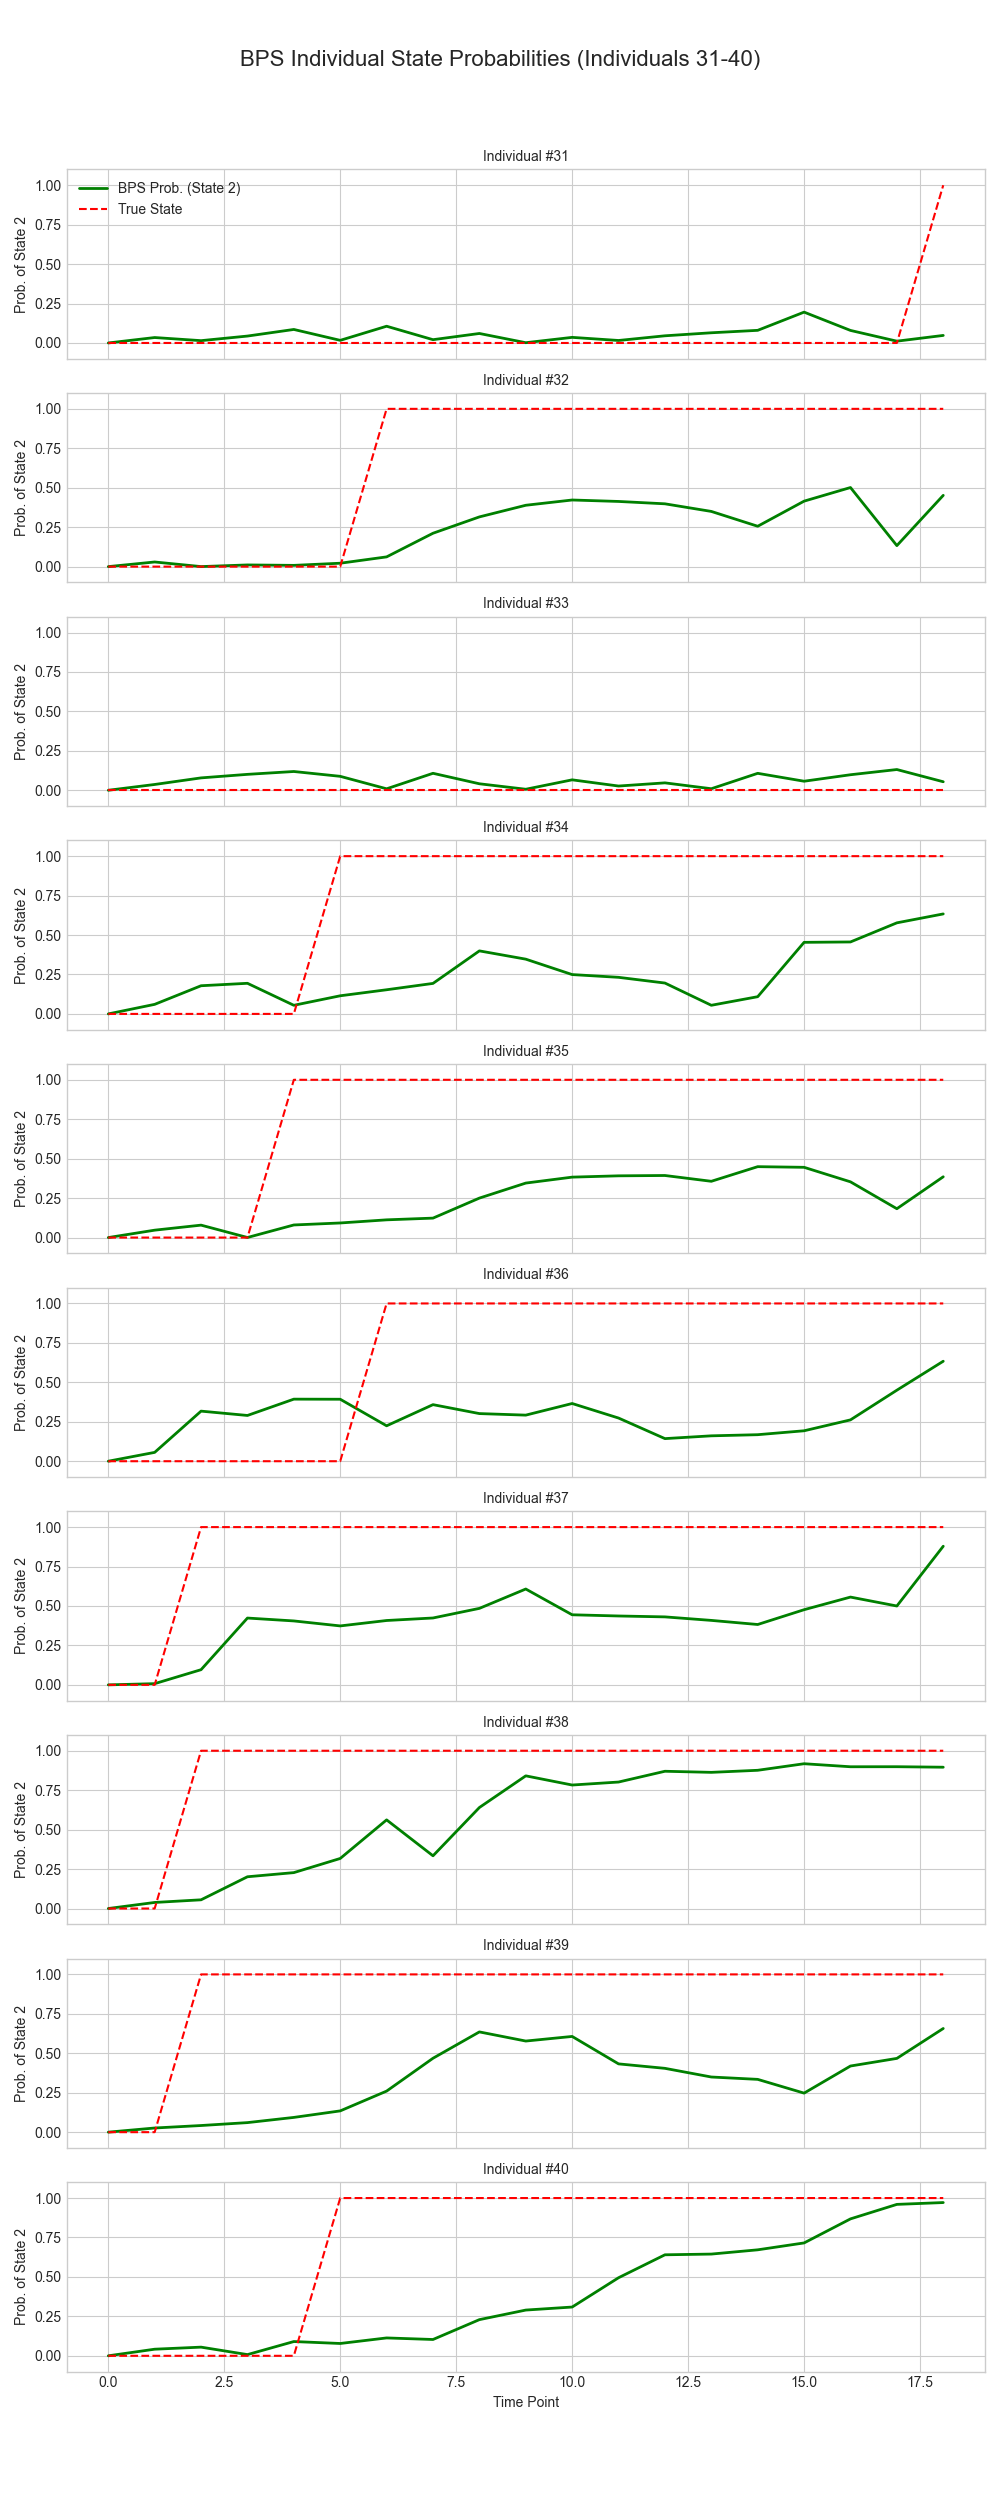 BPS Individual State Probabilities (Individuals 31-40)
Individual #31
BPS Prob. (State 2)
True State
Prob. of State 2
1.00
0.75
0.50
0.25
0.00
Individual #32
Prob. of State 2
1.00
0.75
0.50
0.25
0.00
Individual #33
Prob. of State 2
1.00
0.75
0.50
0.25
0.00
Individual #34
Prob. of State 2
1.00
0.75
0.50
0.25
0.00
Individual #35
Prob. of State 2
1.00
0.75
0.50
0.25
0.00
Individual #36
Prob. of State 2
1.00
0.75
0.50
0.25
0.00
Individual #37
Prob. of State 2
1.00
0.75
0.50
0.25
0.00
Individual #38
Prob. of State 2
1.00
0.75
0.50
0.25
0.00
Individual #39
Prob. of State 2
1.00
0.75
0.50
0.25
0.00
Individual #40
Prob. of State 2
1.00
0.75
0.50
0.25
0.00
0.0 2.5 5.0 7.5 10.0 12.5 15.0 17.5
Time Point